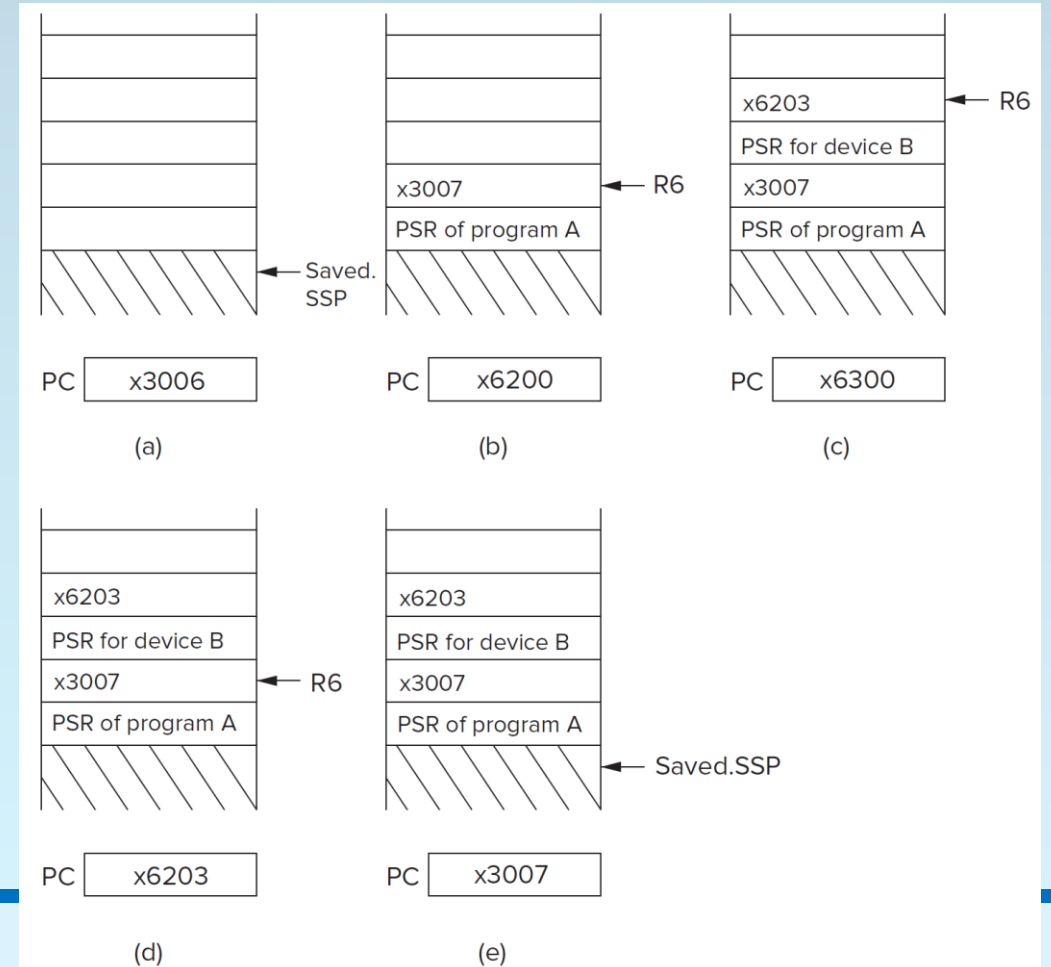 x3007
PSR of program A
x6203
PSR for device B
x3007
PSR of program A
R6
R6
Saved.
SSP
PC x3006
PC x6200
PC x6300
(a)
(b)
(c)
x6203
PSR for device B
x3007
PSR of program A
R6
x6203
PSR for device B
x3007
PSR of program A
Saved.SSP
PC x6203
PC x3007
(d)
(e)